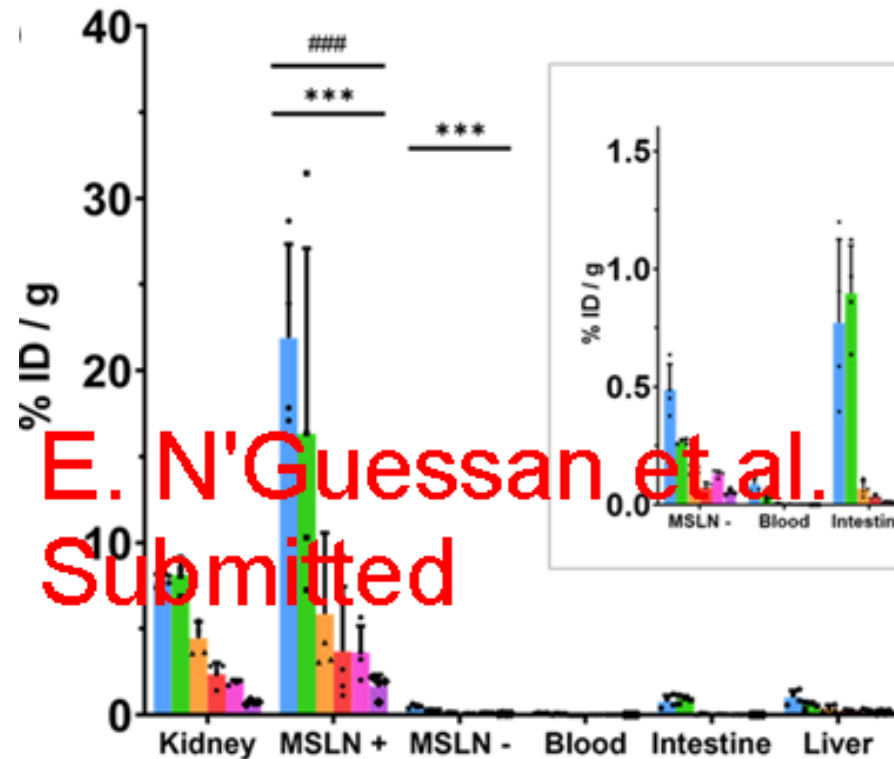 40
###
***
***
30
1.5
1.0
% ID / g
% ID / g
20
0.5
E. N'Guessan et al.
0.0
MSLN - Blood Intestin
10
Submitted
0
Kidney MSLN + MSLN - Blood Intestine Liver